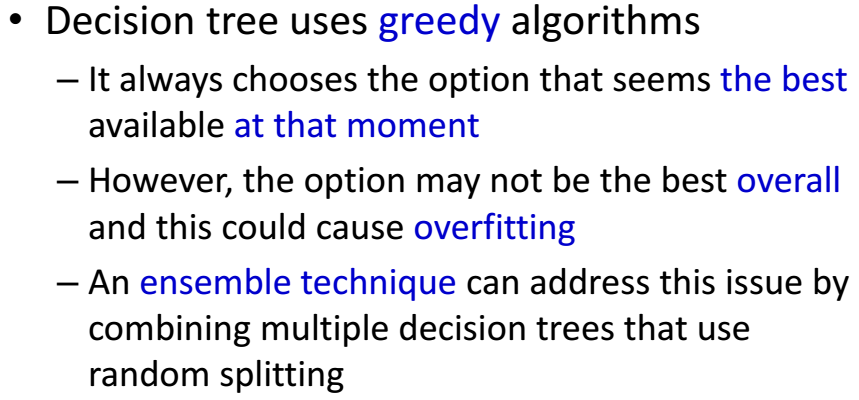 • Decision tree uses greedy algorithms
– It always chooses the option that seems the best
available at that moment
– However, the option may not be the best overall
and this could cause overfitting
– An ensemble technique can address this issue by
combining multiple decision trees that use
random splitting